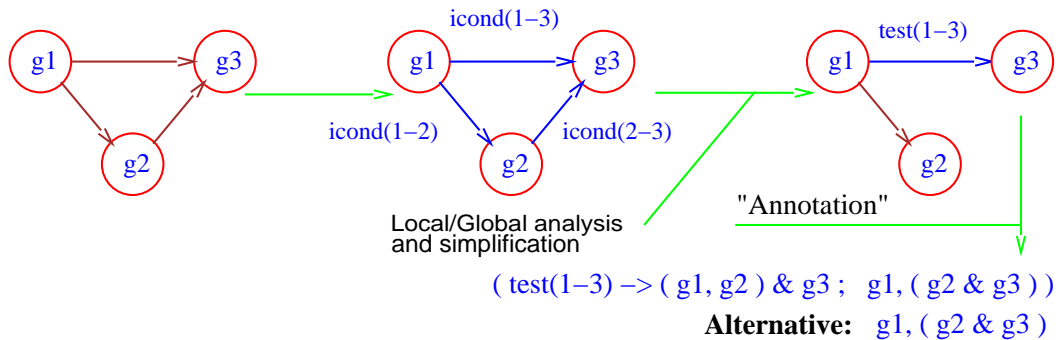 icond(1−3)
test(1−3)
g1
g3
g1
g3
g1
g3
icond(1−2)
icond(2−3)
g2
g2
g2
"Annotation"
Local/Global analysis
and simplification
( test(1−3) −> ( g1, g2 ) & g3 ; g1, ( g2 & g3 ) )
Alternative: g1, ( g2 & g3 )